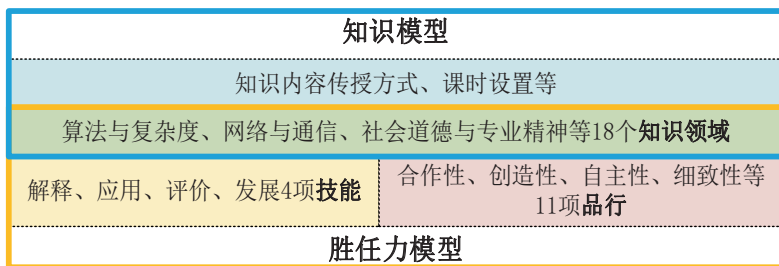 知识模型
知识内容传授方式、课时设置等
算法与复杂度、网络与通信、社会道德与专业精神等18个知识领域
解释、应用、评价、发展4项技能
合作性、创造性、自主性、细致性等
11项品行
胜任力模型